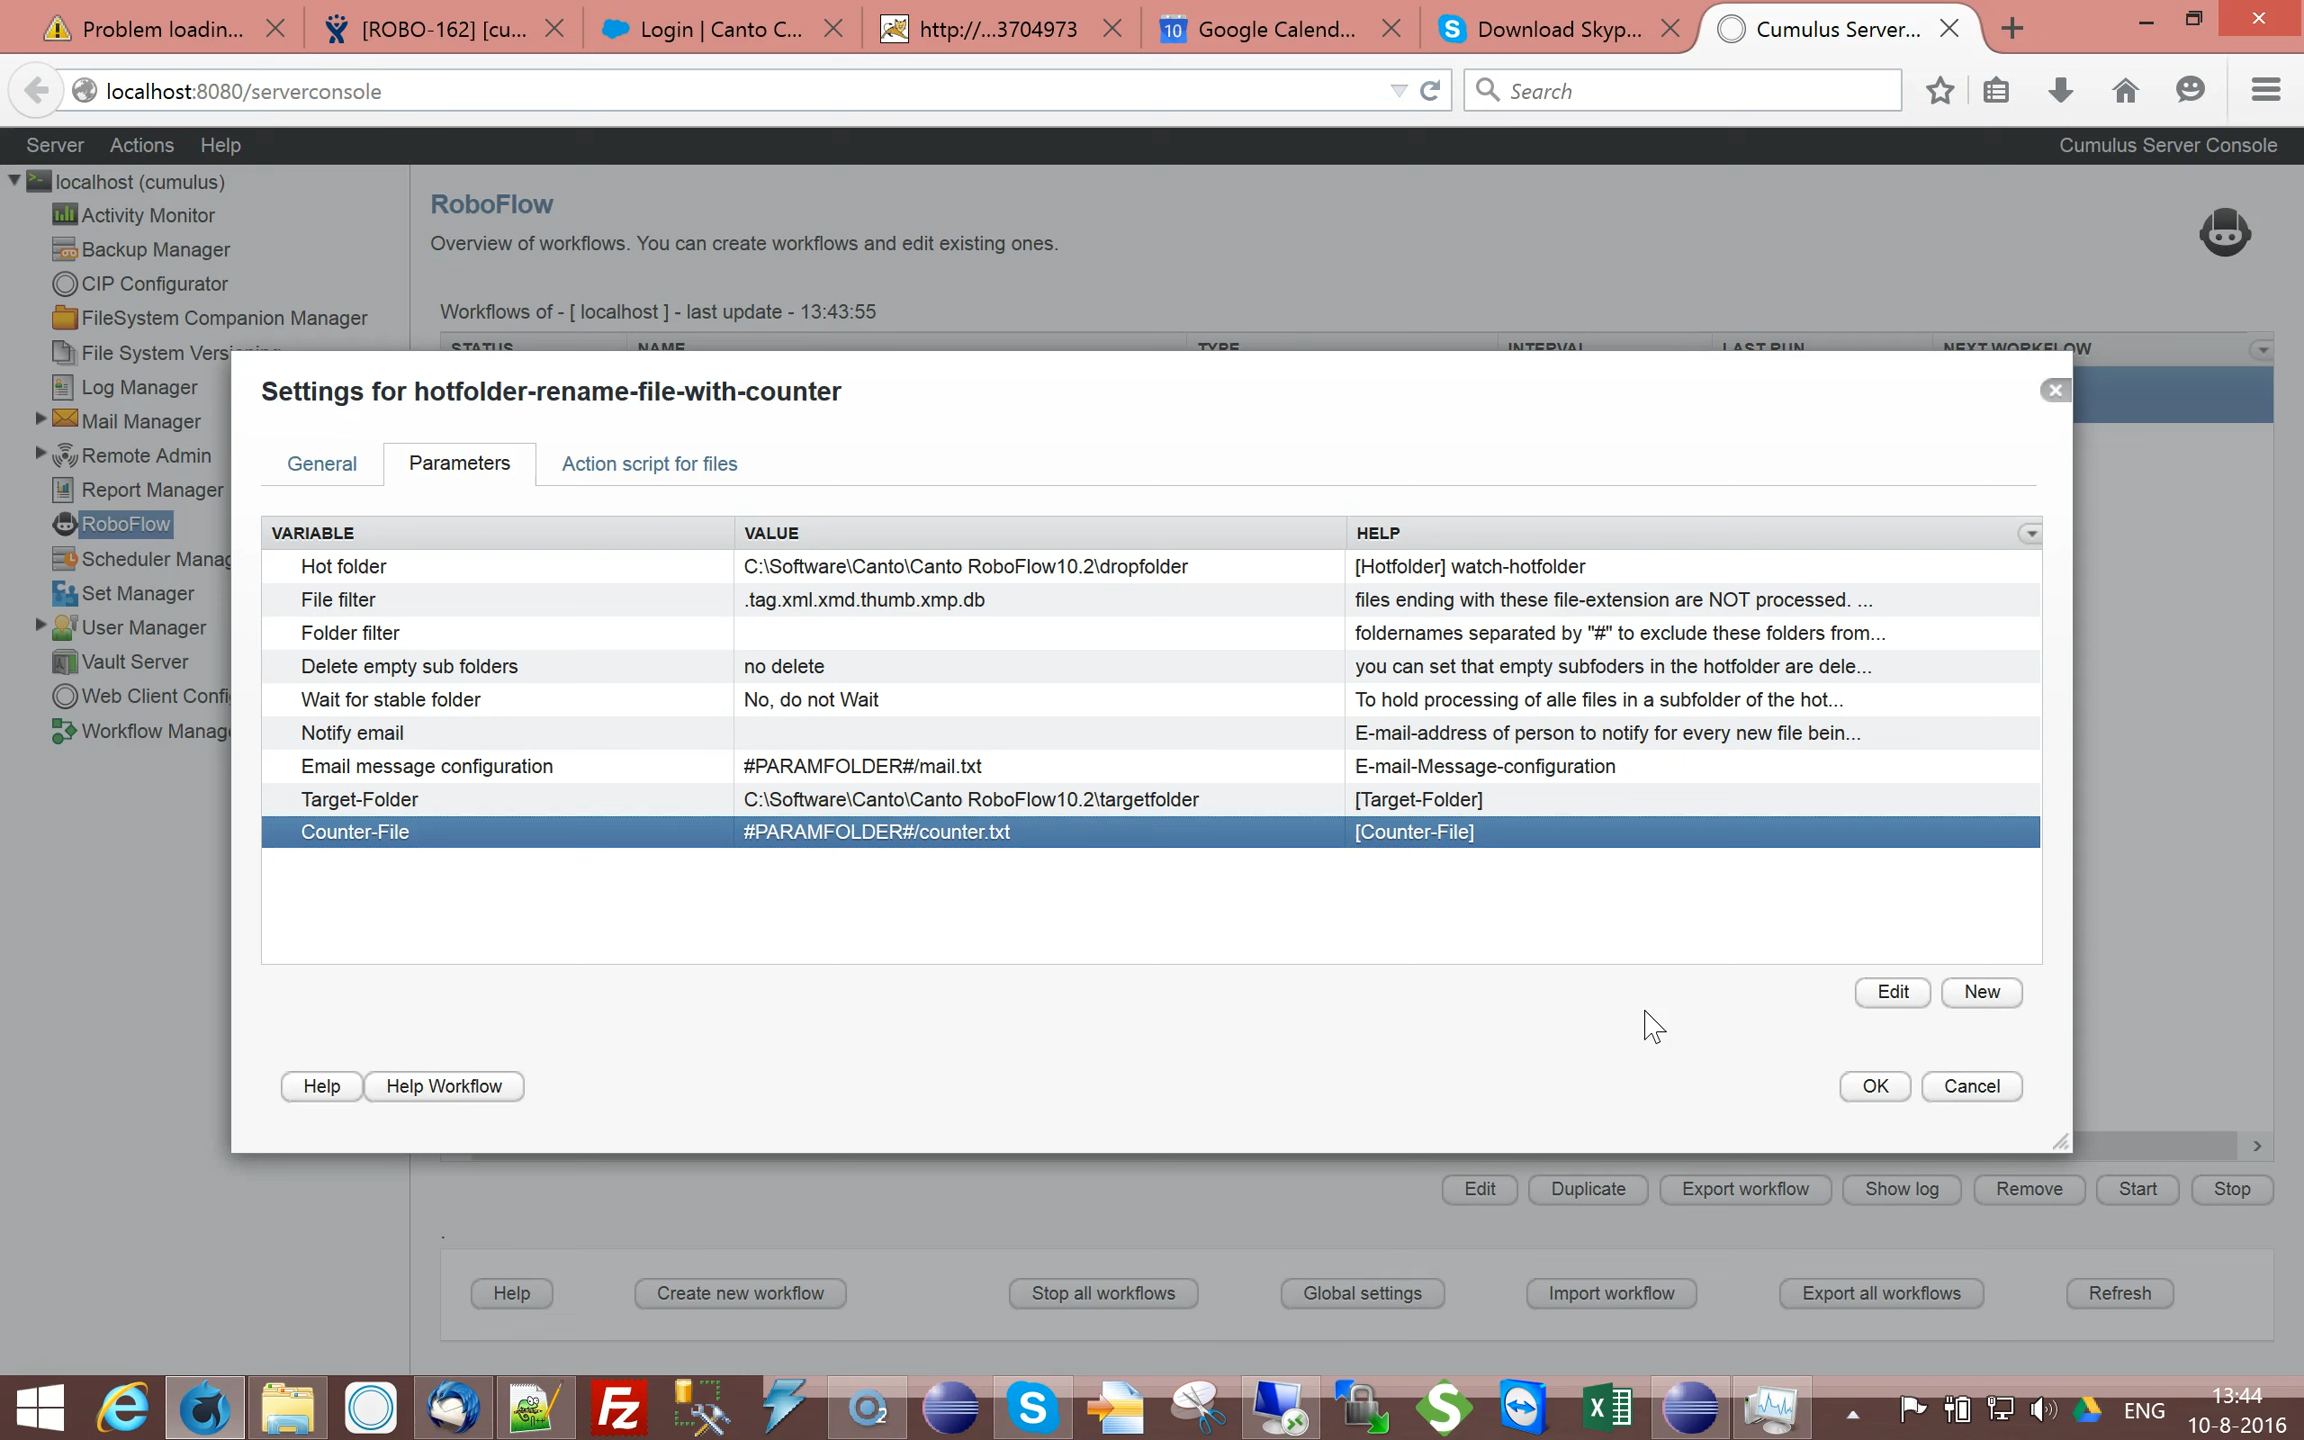 Problem loadin...
[ROBO-162] [cu...
Login | Canto C...
http://...3704973
10
Google Calend...
Download Skyp...
Cumulus Server...
localhost:8080/serverconsole
Search
Server Actions Help
Cumulus Server Console
localhost (cumulus)
Activity Monitor
Backup Manager
CIP Configurator
FileSystem Companion Manager
File System Versioning
Log Manager
Mail Manager
Remote Admin
Report Manager
RoboFlow
Scheduler Manag
Set Manager
User Manager
Vault Server
Web Client Confi
Workflow Manage
RoboFlow
Overview of workflows. You can create workflows and edit existing ones.
Workflows of - [ localhost ] - last update - 13:43:55
STATUS NAME TYPE INTERVAL LAST RUN NEXT WORKFLOW
Settings for hotfolder-rename-file-with-counter
General Parameters Action script for files
VARIABLE VALUE HELP
Hot folder C:\Software\Canto\Canto RoboFlow10.2\dropfolder [Hotfolder] watch-hotfolder
File filter .tag.xml.xmd.thumb.xmp.db files ending with these file-extension are NOT processed. ...
Folder filter foldernames separated by "#" to exclude these folders from...
Delete empty sub folders no delete you can set that empty subfoders in the hotfolder are dele...
Wait for stable folder No, do not Wait To hold processing of alle files in a subfolder of the hot...
Notify email E-mail-address of person to notify for every new file bein...
Email message configuration #PARAMFOLDER#/mail.txt E-mail-Message-configuration
Target-Folder C:\Software\Canto\Canto RoboFlow10.2\targetfolder [Target-Folder]
Counter-File #PARAMFOLDER#/counter.txt [Counter-File]
Edit New
Help Help Workflow OK Cancel
Edit Duplicate Export workflow Show log Remove Start Stop
.
Help Create new workflow Stop all workflows Global settings Import workflow Export all workflows Refresh
ENG
13:44
10-8-2016